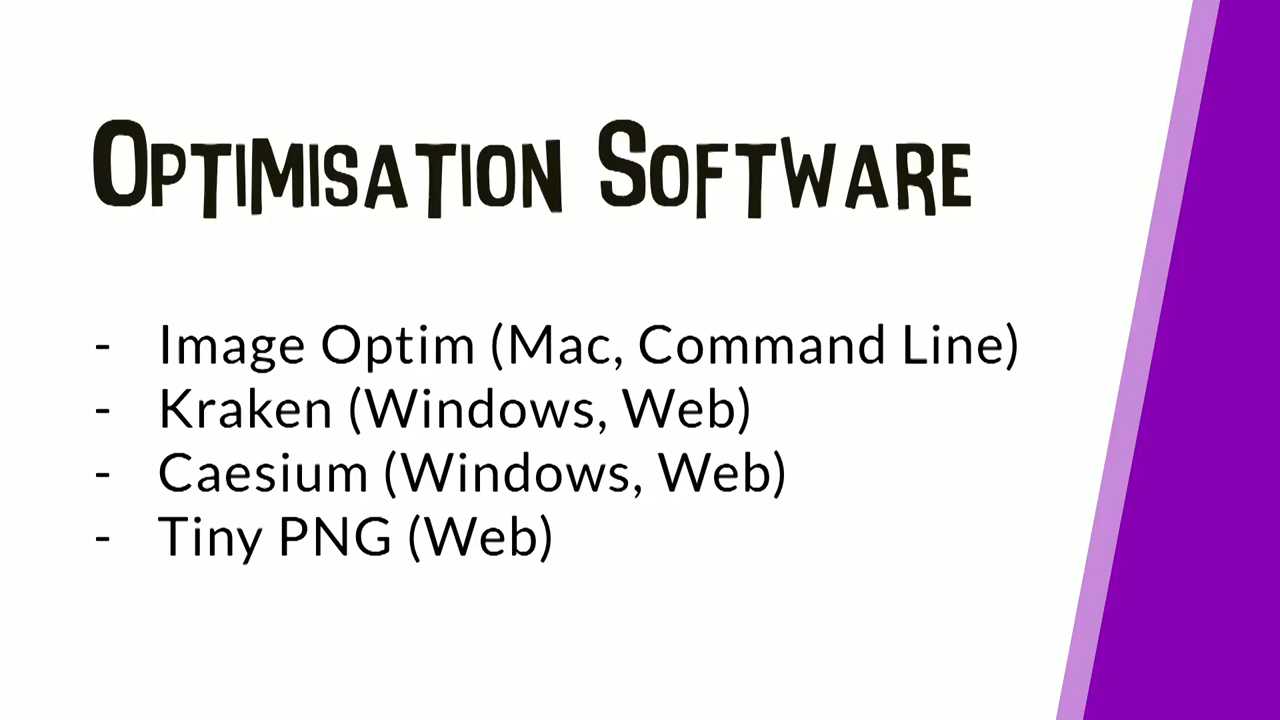 Optimisation Software
- Image Optim (Mac, Command Line)
- Kraken (Windows, Web)
- Caesium (Windows, Web)
- Tiny PNG (Web)